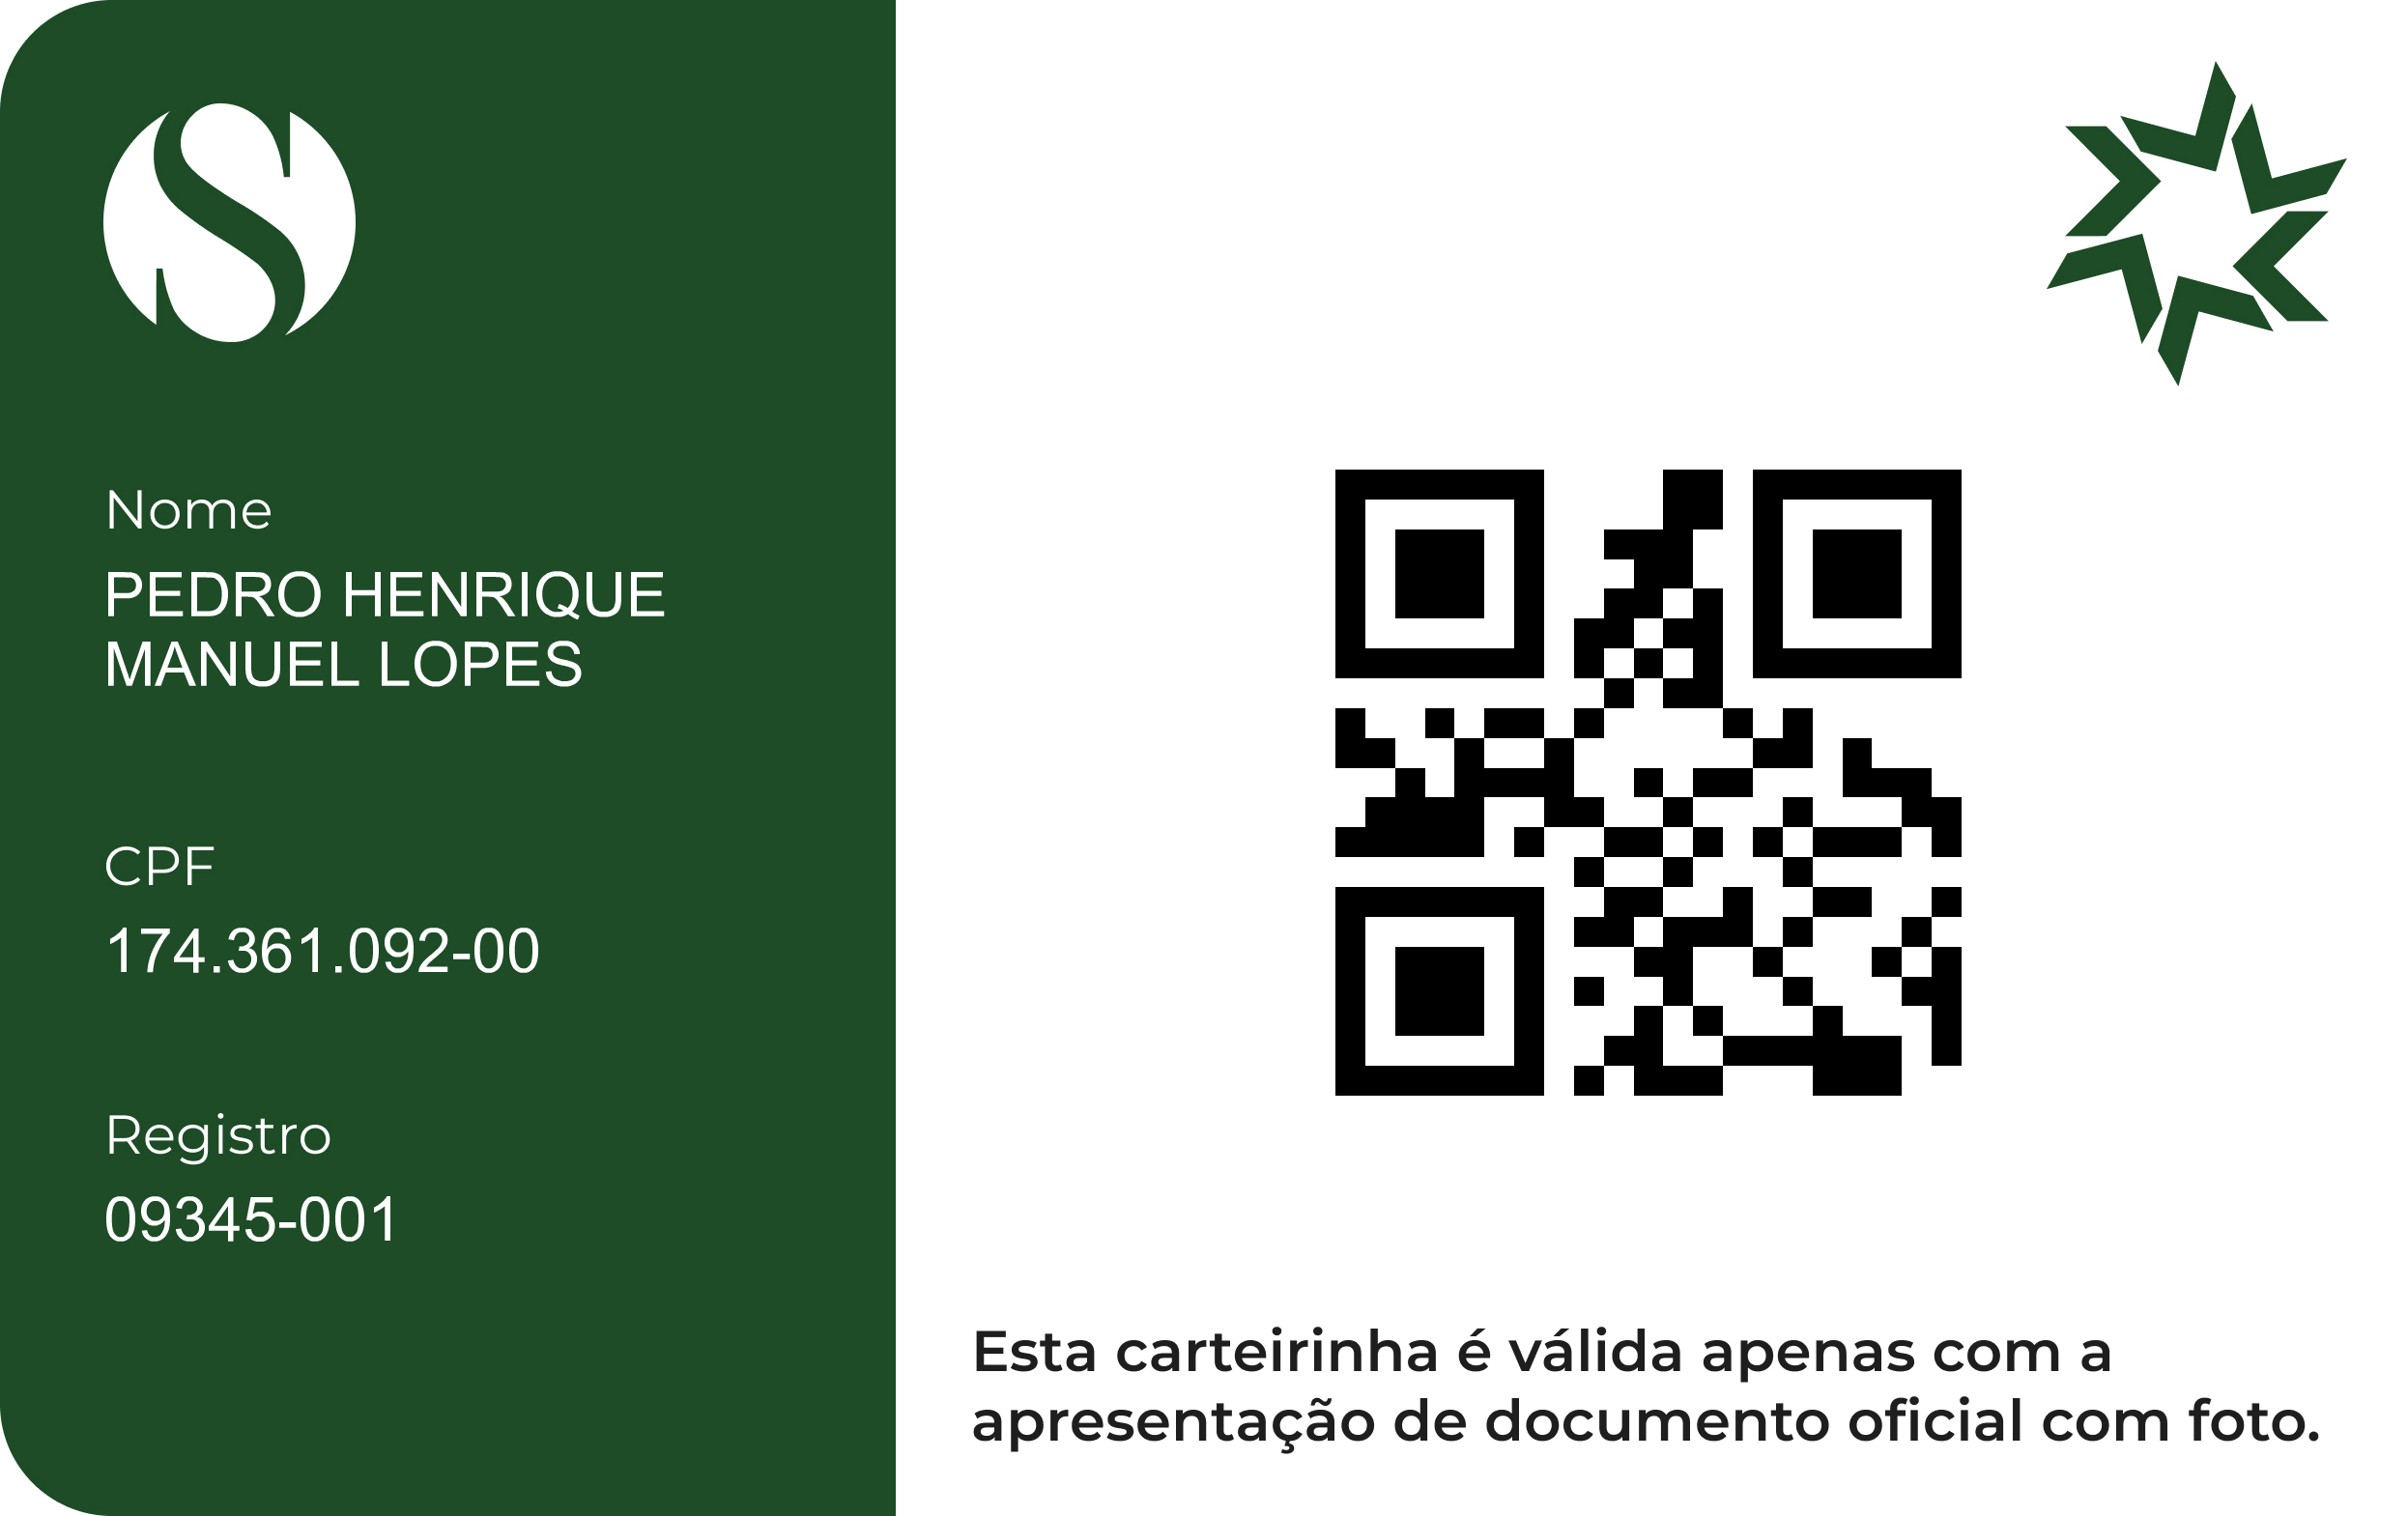 S
Nome
PEDRO HENRIQUE
MANUEL LOPES
CPF
174.361.092-00
Registro
09345-001
Esta carteirinha é válida apenas com a
apresentação de documento oficial com foto.